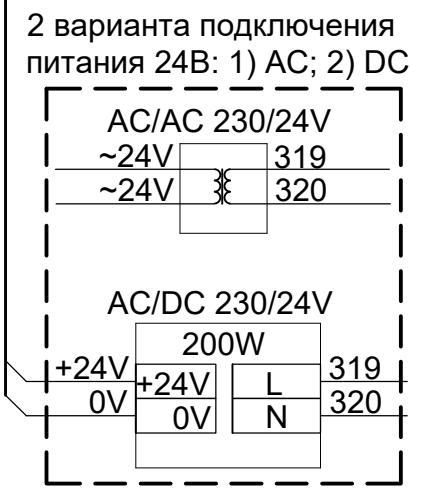 2 варианта подключения
питания 24В: 1) AC; 2) DC
AC/AC 230/24V
~24V 319
~24V 320
AC/DC 230/24V
200W
+24V +24V L 319
0V 0V N 320